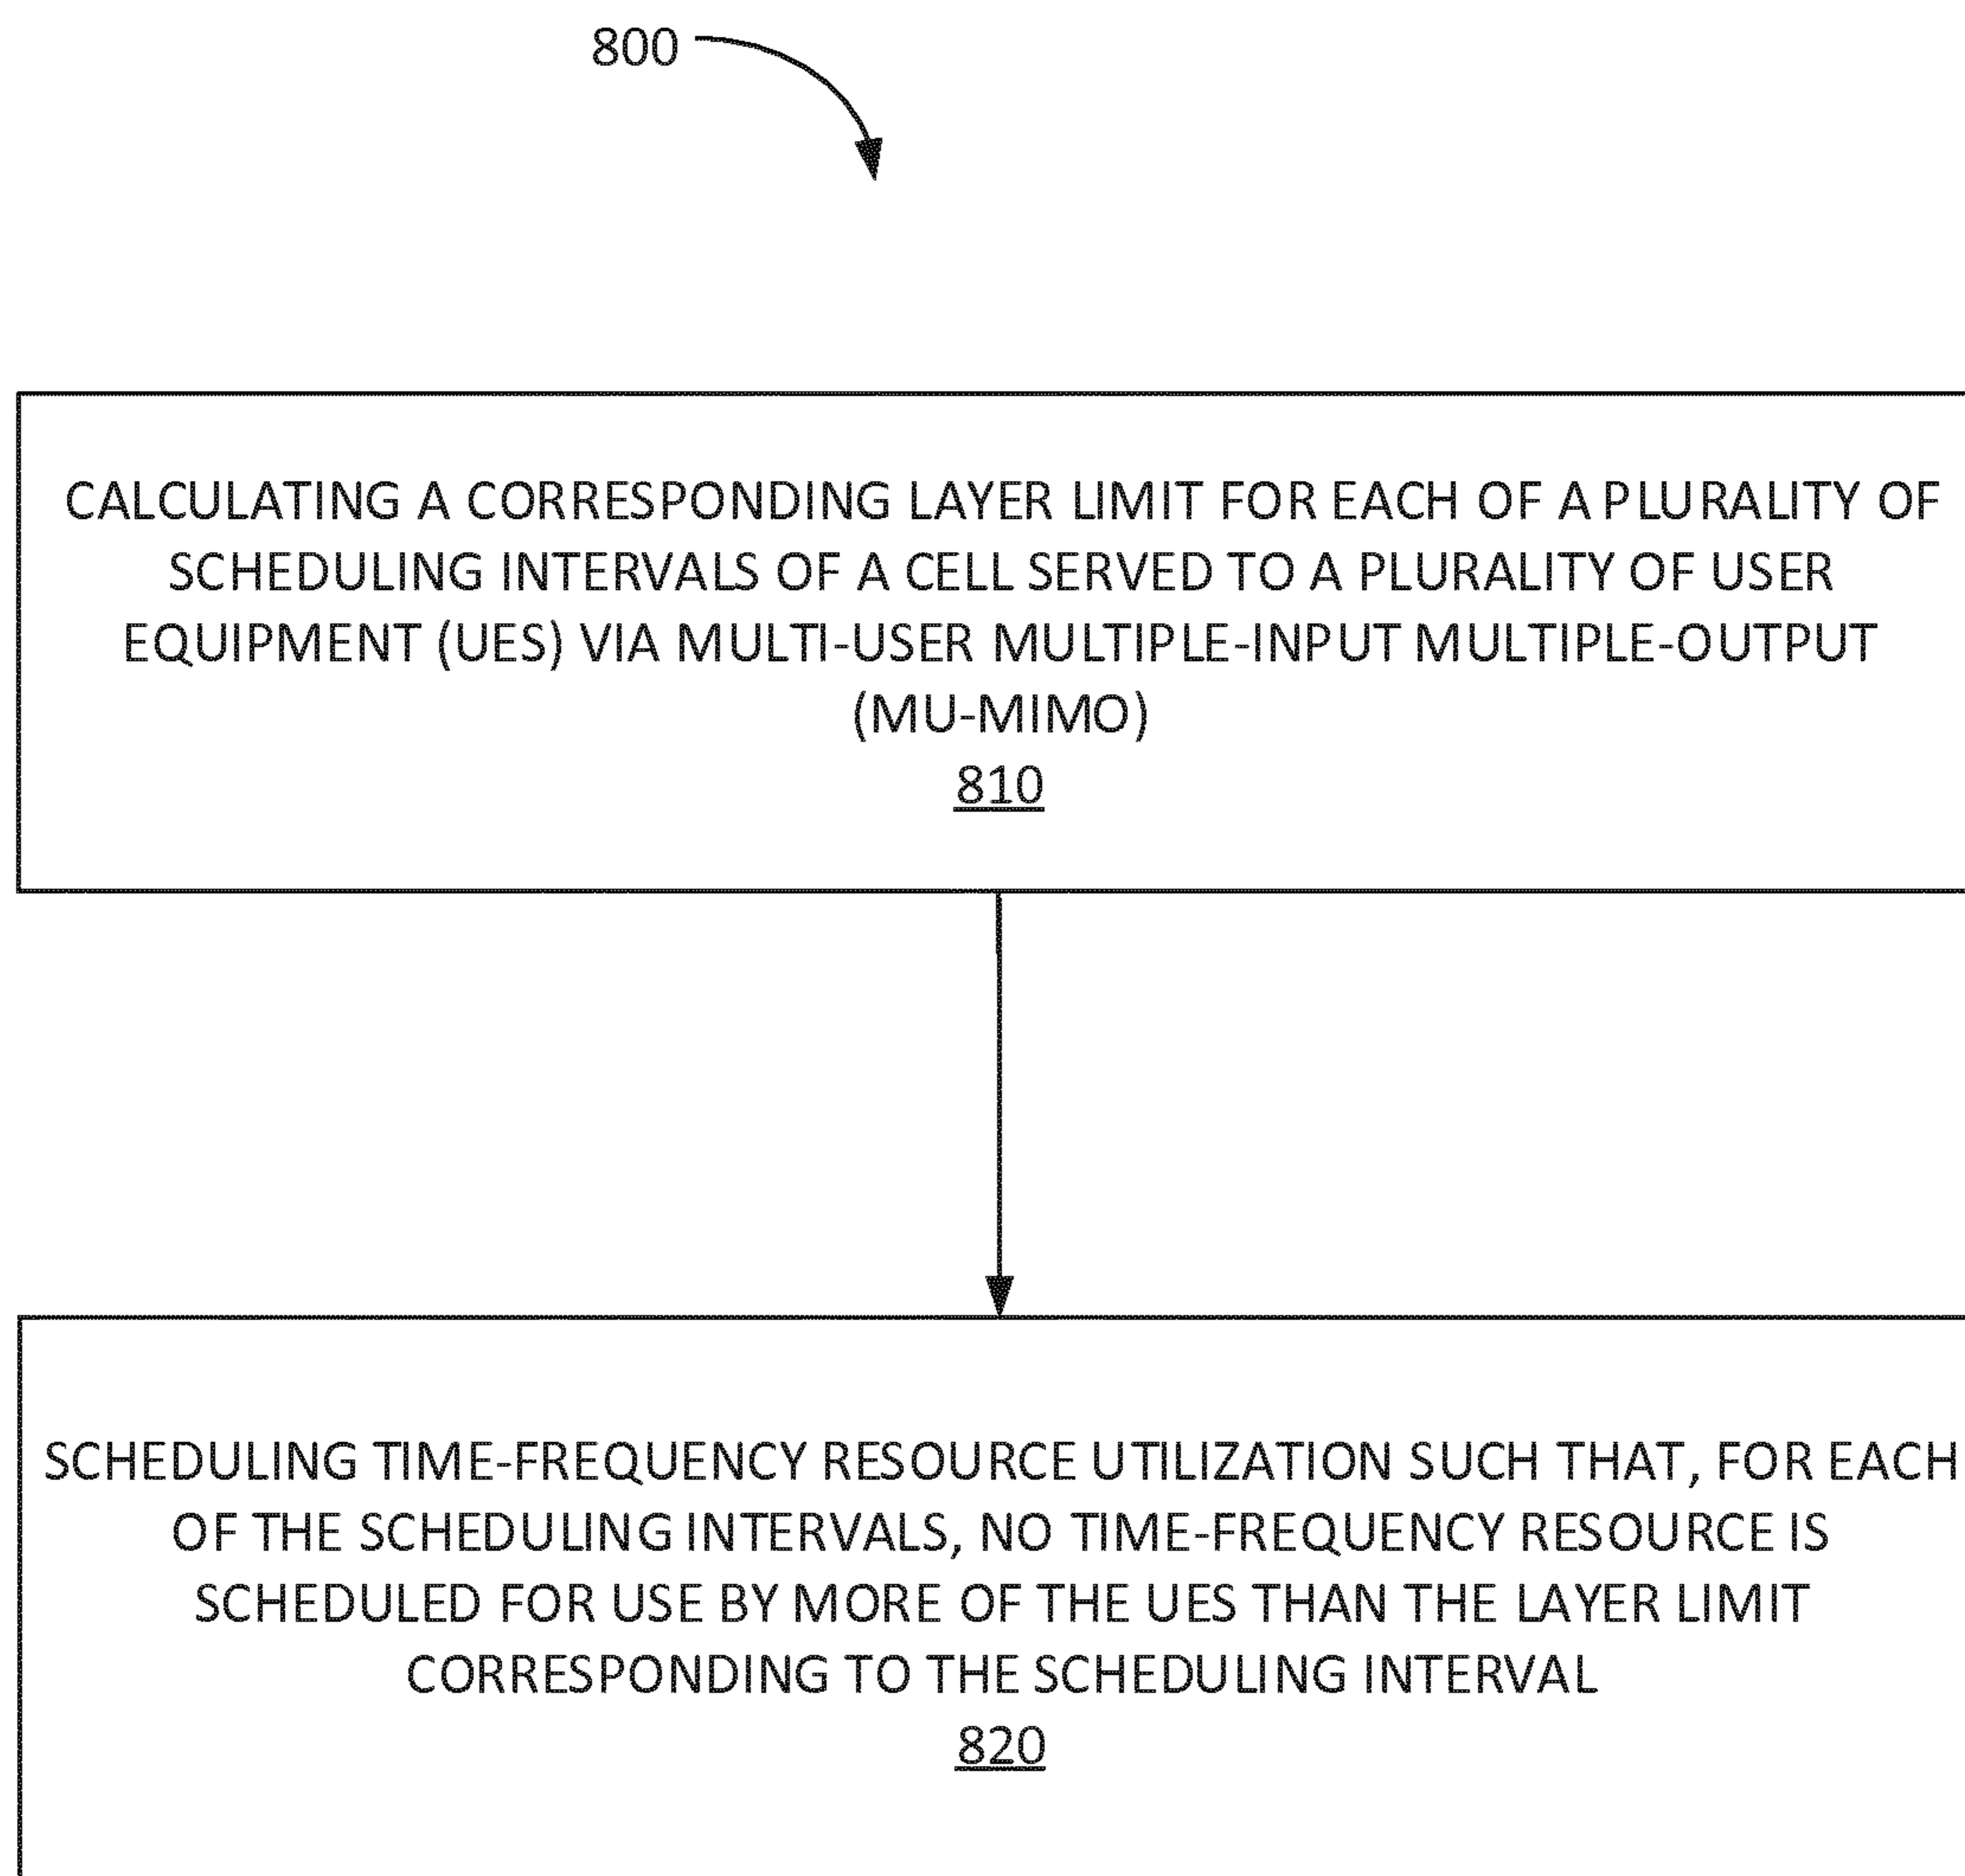 800
CALCULATING A CORRESPONDING LAYER LIMIT FOR EACH OF A PLURALITY OF
SCHEDULING INTERVALS OF A CELL SERVED TO A PLURALITY OF USER
EQUIPMENT (UES) VIA MULTI-USER MULTIPLE-INPUT MULTIPLE-OUTPUT
(MU-MIMO)
810
SCHEDULING TIME-FREQUENCY RESOURCE UTILIZATION SUCH THAT, FOR EACH
OF THE SCHEDULING INTERVALS, NO TIME-FREQUENCY RESOURCE IS
SCHEDULED FOR USE BY MORE OF THE UES THAN THE LAYER LIMIT
CORRESPONDING TO THE SCHEDULING INTERVAL
820